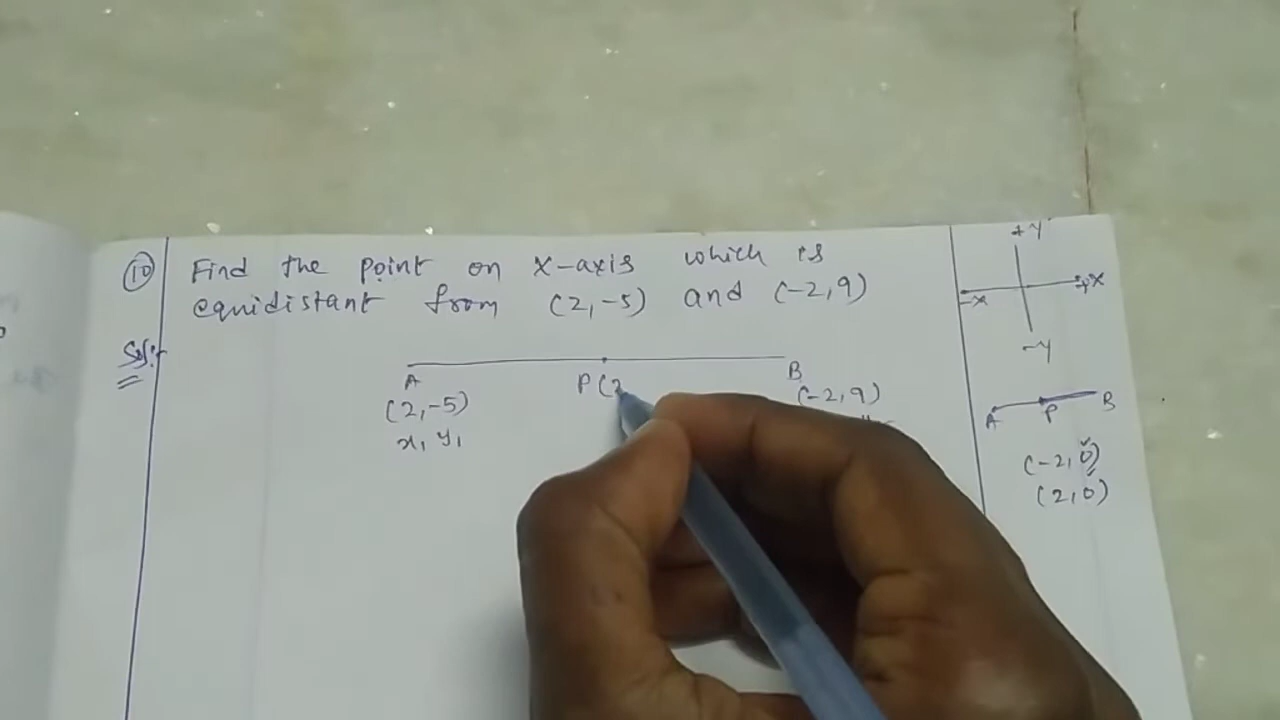 10 Find the point on x-axis which is
equidistant from (2,-5) and (-2,9)
Sol:-
A P ( B
(2,-5) (-2,9)
x₁ y₁
+y
-x +x
-y
A P B
(-2,0)
(2,0)